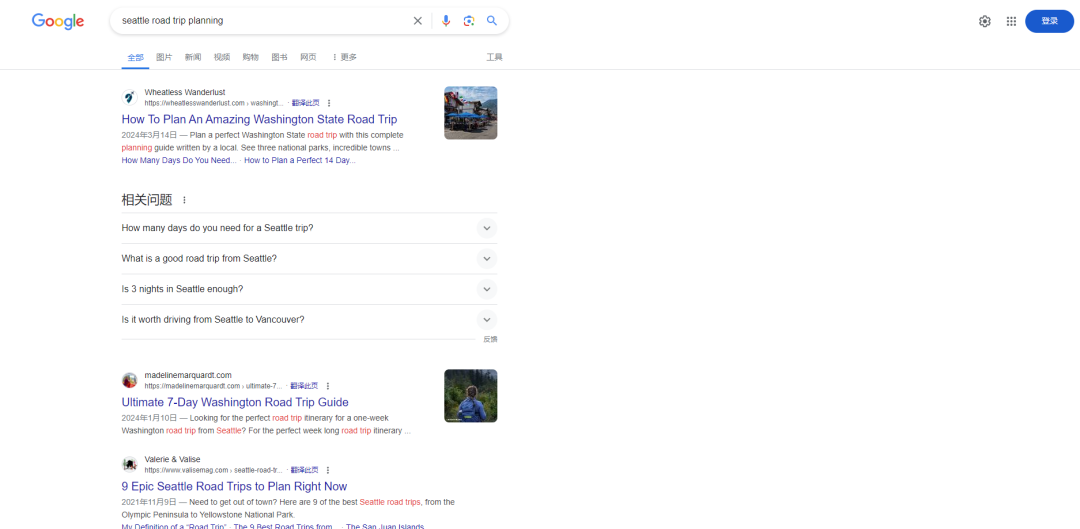 Google
seattle road trip planning
登录
全部 图片 新闻 视频 购物 图书 网页 更多 工具
Wheatless Wanderlust
https://wheatlesswanderlust.com › washingt... · 翻译此页
How To Plan An Amazing Washington State Road Trip
2024年3月14日 — Plan a perfect Washington State road trip with this complete
planning guide written by a local. See three national parks, incredible towns ...
How Many Days Do You Need... · How to Plan a Perfect 14 Day...
相关问题
How many days do you need for a Seattle trip?
What is a good road trip from Seattle?
Is 3 nights in Seattle enough?
Is it worth driving from Seattle to Vancouver?
反馈
madelinemarquardt.com
https://madelinemarquardt.com › ultimate-7... · 翻译此页
Ultimate 7-Day Washington Road Trip Guide
2024年1月10日 — Looking for the perfect road trip itinerary for a one-week
Washington road trip from Seattle? For the perfect week long road trip itinerary ...
Valerie & Valise
https://www.valisemag.com › seattle-road-tr... · 翻译此页
9 Epic Seattle Road Trips to Plan Right Now
2021年11月9日 — Need to get out of town? Here are 9 of the best Seattle road trips, from the
Olympic Peninsula to Yellowstone National Park.
My Definition of a “Road Trip” · The 9 Best Road Trips from... · The San Juan Islands